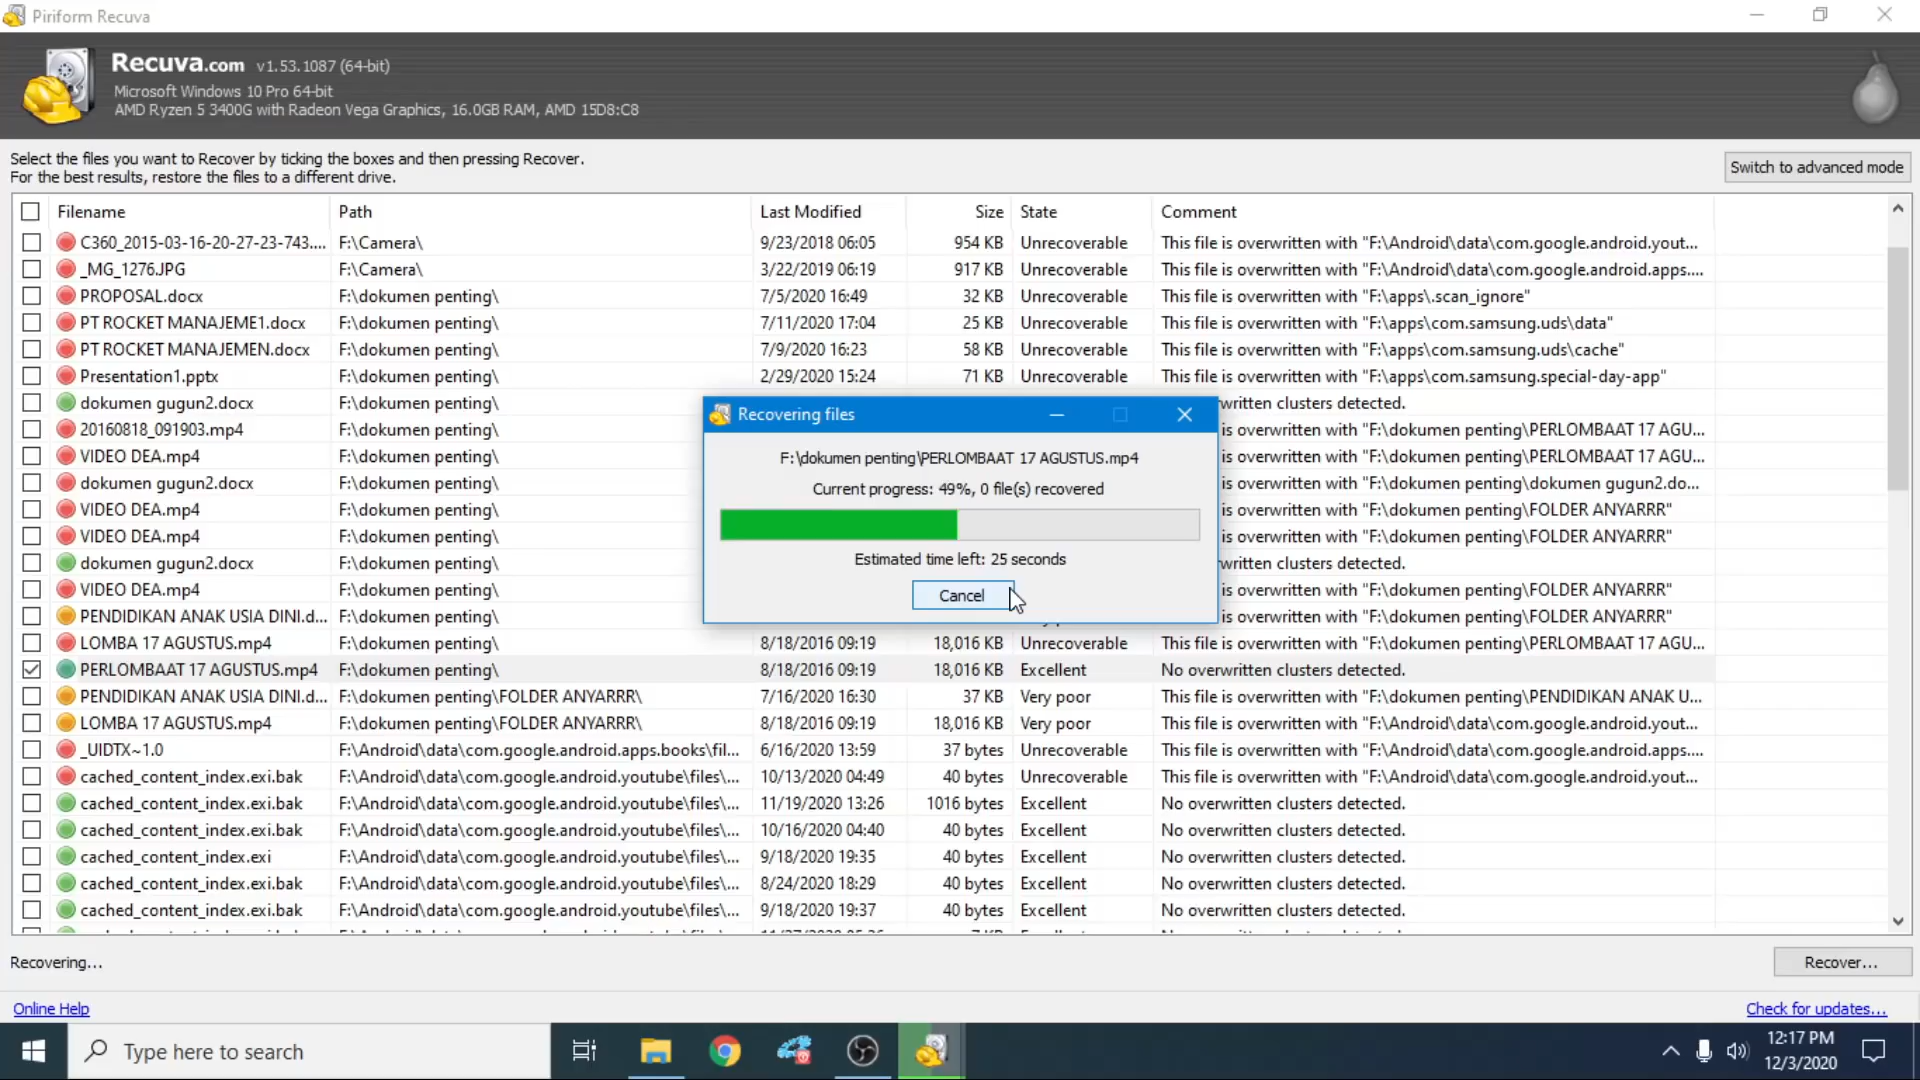 Piriform Recuva
Recuva.com v1.53.1087 (64-bit)
Microsoft Windows 10 Pro 64-bit
AMD Ryzen 5 3400G with Radeon Vega Graphics, 16.0GB RAM, AMD 15D8:C8
Select the files you want to Recover by ticking the boxes and then pressing Recover.
For the best results, restore the files to a different drive.
Switch to advanced mode
Filename Path Last Modified Size State Comment
C360_2015-03-16-20-27-23-743.... F:\Camera\ 9/23/2018 06:05 954 KB Unrecoverable This file is overwritten with "F:\Android\data\com.google.android.yout...
_MG_1276.JPG F:\Camera\ 3/22/2019 06:19 917 KB Unrecoverable This file is overwritten with "F:\Android\data\com.google.android.apps....
PROPOSAL.docx F:\dokumen penting\ 7/5/2020 16:49 32 KB Unrecoverable This file is overwritten with "F:\apps\.scan_ignore"
PT ROCKET MANAJEME1.docx F:\dokumen penting\ 7/11/2020 17:04 25 KB Unrecoverable This file is overwritten with "F:\apps\com.samsung.uds\data"
PT ROCKET MANAJEMEN.docx F:\dokumen penting\ 7/9/2020 16:23 58 KB Unrecoverable This file is overwritten with "F:\apps\com.samsung.uds\cache"
Presentation1.pptx F:\dokumen penting\ 2/29/2020 15:24 71 KB Unrecoverable This file is overwritten with "F:\apps\com.samsung.special-day-app"
dokumen gugun2.docx F:\dokumen penting\ written clusters detected.
20160818_091903.mp4 F:\dokumen penting\ is overwritten with "F:\dokumen penting\PERLOMBAAT 17 AGU...
VIDEO DEA.mp4 F:\dokumen penting\ is overwritten with "F:\dokumen penting\PERLOMBAAT 17 AGU...
dokumen gugun2.docx F:\dokumen penting\ is overwritten with "F:\dokumen penting\dokumen gugun2.do...
VIDEO DEA.mp4 F:\dokumen penting\ is overwritten with "F:\dokumen penting\FOLDER ANYARRR"
VIDEO DEA.mp4 F:\dokumen penting\ is overwritten with "F:\dokumen penting\FOLDER ANYARRR"
dokumen gugun2.docx F:\dokumen penting\ written clusters detected.
VIDEO DEA.mp4 F:\dokumen penting\ is overwritten with "F:\dokumen penting\FOLDER ANYARRR"
PENDIDIKAN ANAK USIA DINI.d... F:\dokumen penting\ is overwritten with "F:\dokumen penting\FOLDER ANYARRR"
LOMBA 17 AGUSTUS.mp4 F:\dokumen penting\ 8/18/2016 09:19 18,016 KB Unrecoverable This file is overwritten with "F:\dokumen penting\PERLOMBAAT 17 AGU...
PERLOMBAAT 17 AGUSTUS.mp4 F:\dokumen penting\ 8/18/2016 09:19 18,016 KB Excellent No overwritten clusters detected.
PENDIDIKAN ANAK USIA DINI.d... F:\dokumen penting\FOLDER ANYARRR\ 7/16/2020 16:30 37 KB Very poor This file is overwritten with "F:\dokumen penting\PENDIDIKAN ANAK U...
LOMBA 17 AGUSTUS.mp4 F:\dokumen penting\FOLDER ANYARRR\ 8/18/2016 09:19 18,016 KB Very poor This file is overwritten with "F:\Android\data\com.google.android.yout...
_UIDTX~1.0 F:\Android\data\com.google.android.apps.books\fil... 6/16/2020 13:59 37 bytes Unrecoverable This file is overwritten with "F:\Android\data\com.google.android.apps....
cached_content_index.exi.bak F:\Android\data\com.google.android.youtube\files\... 10/13/2020 04:49 40 bytes Unrecoverable This file is overwritten with "F:\Android\data\com.google.android.yout...
cached_content_index.exi.bak F:\Android\data\com.google.android.youtube\files\... 11/19/2020 13:26 1016 bytes Excellent No overwritten clusters detected.
cached_content_index.exi.bak F:\Android\data\com.google.android.youtube\files\... 10/16/2020 04:40 40 bytes Excellent No overwritten clusters detected.
cached_content_index.exi F:\Android\data\com.google.android.youtube\files\... 9/18/2020 19:35 40 bytes Excellent No overwritten clusters detected.
cached_content_index.exi.bak F:\Android\data\com.google.android.youtube\files\... 8/24/2020 18:29 40 bytes Excellent No overwritten clusters detected.
cached_content_index.exi.bak F:\Android\data\com.google.android.youtube\files\... 9/18/2020 19:37 40 bytes Excellent No overwritten clusters detected.
Recovering files
F:\dokumen penting\PERLOMBAAT 17 AGUSTUS.mp4
Current progress: 49%, 0 file(s) recovered
Estimated time left: 25 seconds
Cancel
Recovering...
Recover...
Online Help
Check for updates...
Type here to search
12:17 PM
12/3/2020